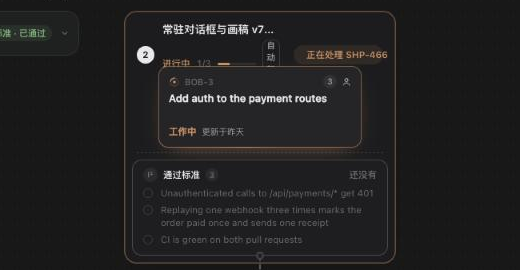 标准 · 已通过
常驻对话框与画稿 v7...
2
进行中 1/3
自动
正在处理 SHP-466
BOB-3
3
Add auth to the payment routes
工作中 更新于昨天
通过标准 3
还没有
Unauthenticated calls to /api/payments/* get 401
Replaying one webhook three times marks the
order paid once and sends one receipt
CI is green on both pull requests